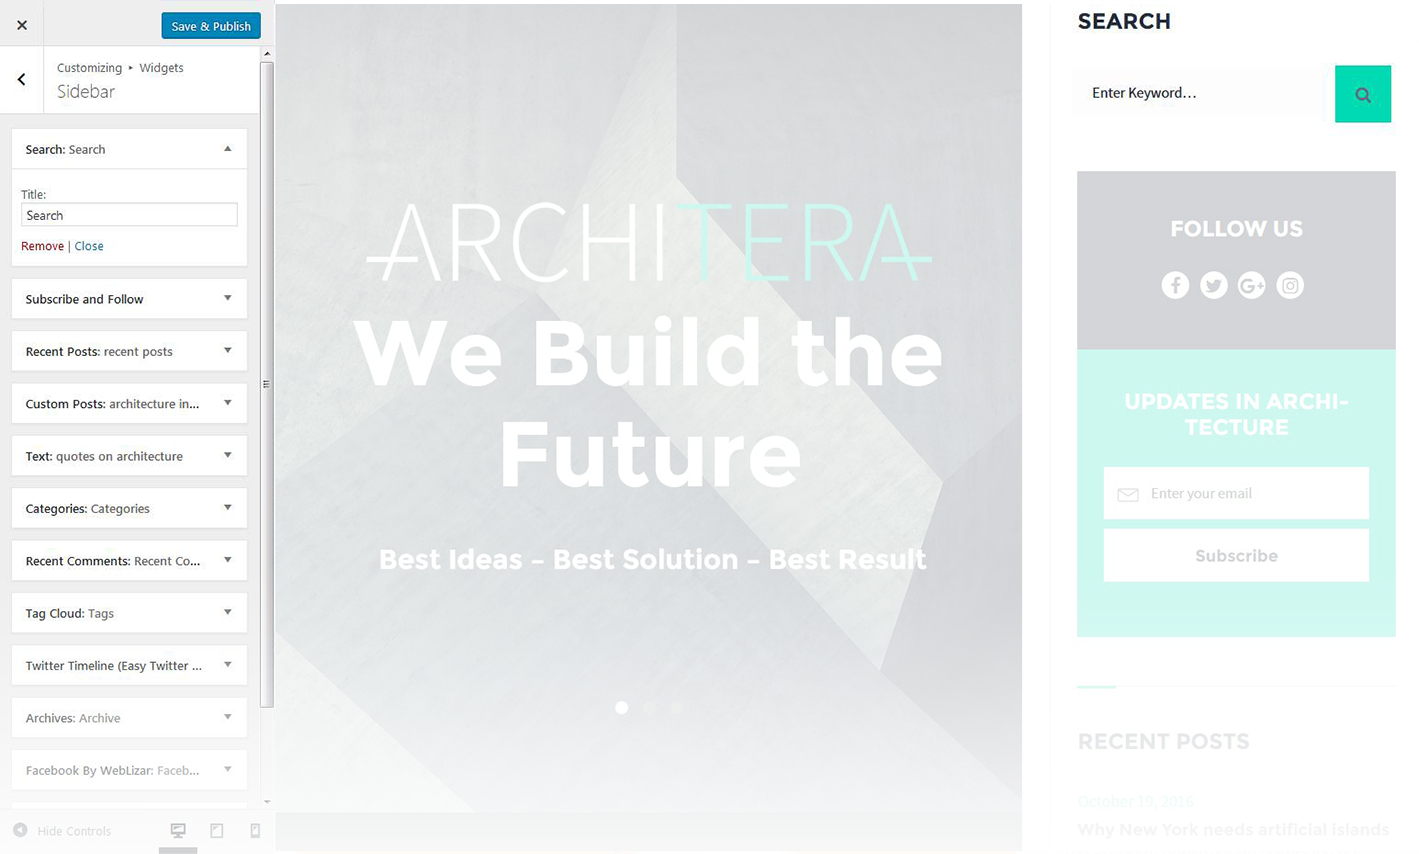 Save & Publish
Customizing ▸ Widgets
Sidebar
Search: Search
Title:
Search
Remove | Close
Subscribe and Follow
Recent Posts: recent posts
Custom Posts: architecture in...
Text: quotes on architecture
Categories: Categories
Recent Comments: Recent Co...
Tag Cloud: Tags
Twitter Timeline (Easy Twitter ...
Archives: Archive
Facebook By WebLizar: Faceb...
Hide Controls
ARCHITERA
We Build the
Future
Best Ideas – Best Solution – Best Result
SEARCH
Enter Keyword...
FOLLOW US
UPDATES IN ARCHI-
TECTURE
Enter your email
Subscribe
RECENT POSTS
October 19, 2016
Why New York needs artificial islands